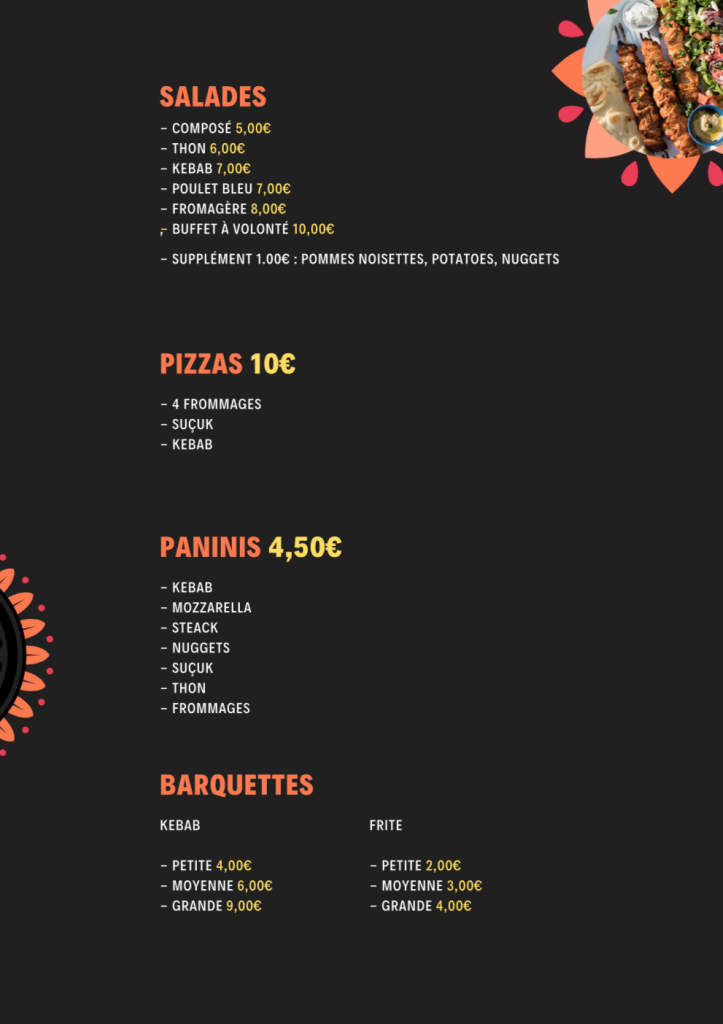 SALADES
– COMPOSÉ 5,00€
– THON 6,00€
– KEBAB 7,00€
– POULET BLEU 7,00€
– FROMAGÈRE 8,00€
,– BUFFET À VOLONTÉ 10,00€
– SUPPLÉMENT 1.00€ : POMMES NOISETTES, POTATOES, NUGGETS
PIZZAS 10€
– 4 FROMMAGES
– SUÇUK
– KEBAB
PANINIS 4,50€
– KEBAB
– MOZZARELLA
– STEACK
– NUGGETS
– SUÇUK
– THON
– FROMMAGES
BARQUETTES
KEBAB
– PETITE 4,00€
– MOYENNE 6,00€
– GRANDE 9,00€
FRITE
– PETITE 2,00€
– MOYENNE 3,00€
– GRANDE 4,00€